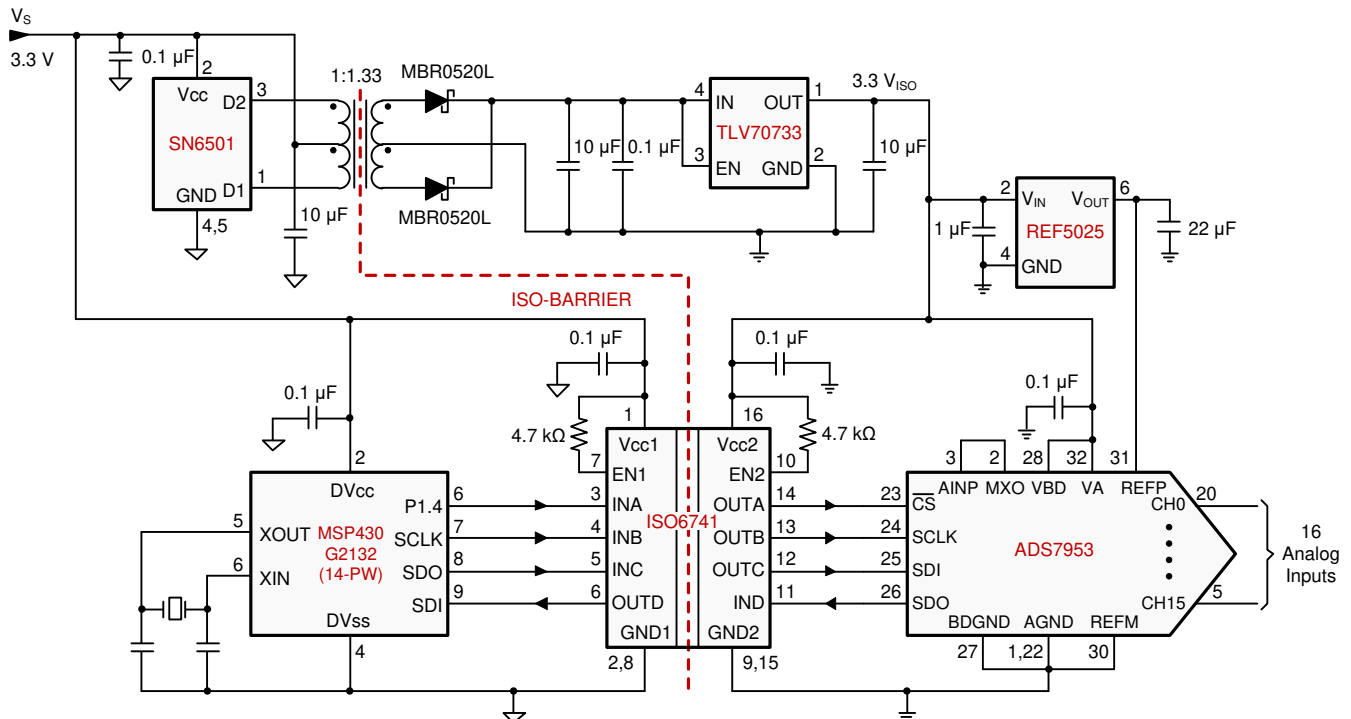 VS
3.3 V
0.1 µF
2
Vcc
D2
3
SN6501
D1
1
GND
4,5
10 µF
1:1.33
MBR0520L
MBR0520L
10 µF
0.1 µF
4
IN
OUT
1
TLV70733
3
EN
GND
2
3.3 VISO
10 µF
2
VIN
VOUT
6
1 µF
REF5025
22 µF
4
GND
ISO-BARRIER
0.1 µF
0.1 µF
0.1 µF
0.1 µF
4.7 kΩ
1
16
4.7 kΩ
Vcc1
Vcc2
7
EN1
EN2
10
3
2
28
32
31
AINP
MXO
VBD
VA
REFP
2
DVcc
5
XOUT
MSP430
G2132
(14-PW)
6
XIN
P1.4
6
SCLK
7
SDO
8
SDI
9
DVss
4
3
INA
4
INB
5
INC
6
OUTD
GND1
2,8
ISO6741
OUTA
14
OUTB
13
OUTC
12
IND
11
GND2
9,15
23
CS
24
SCLK
25
SDI
26
SDO
ADS7953
CH0
20
CH15
5
16
Analog
Inputs
BDGND
AGND
REFM
27
1,22
30